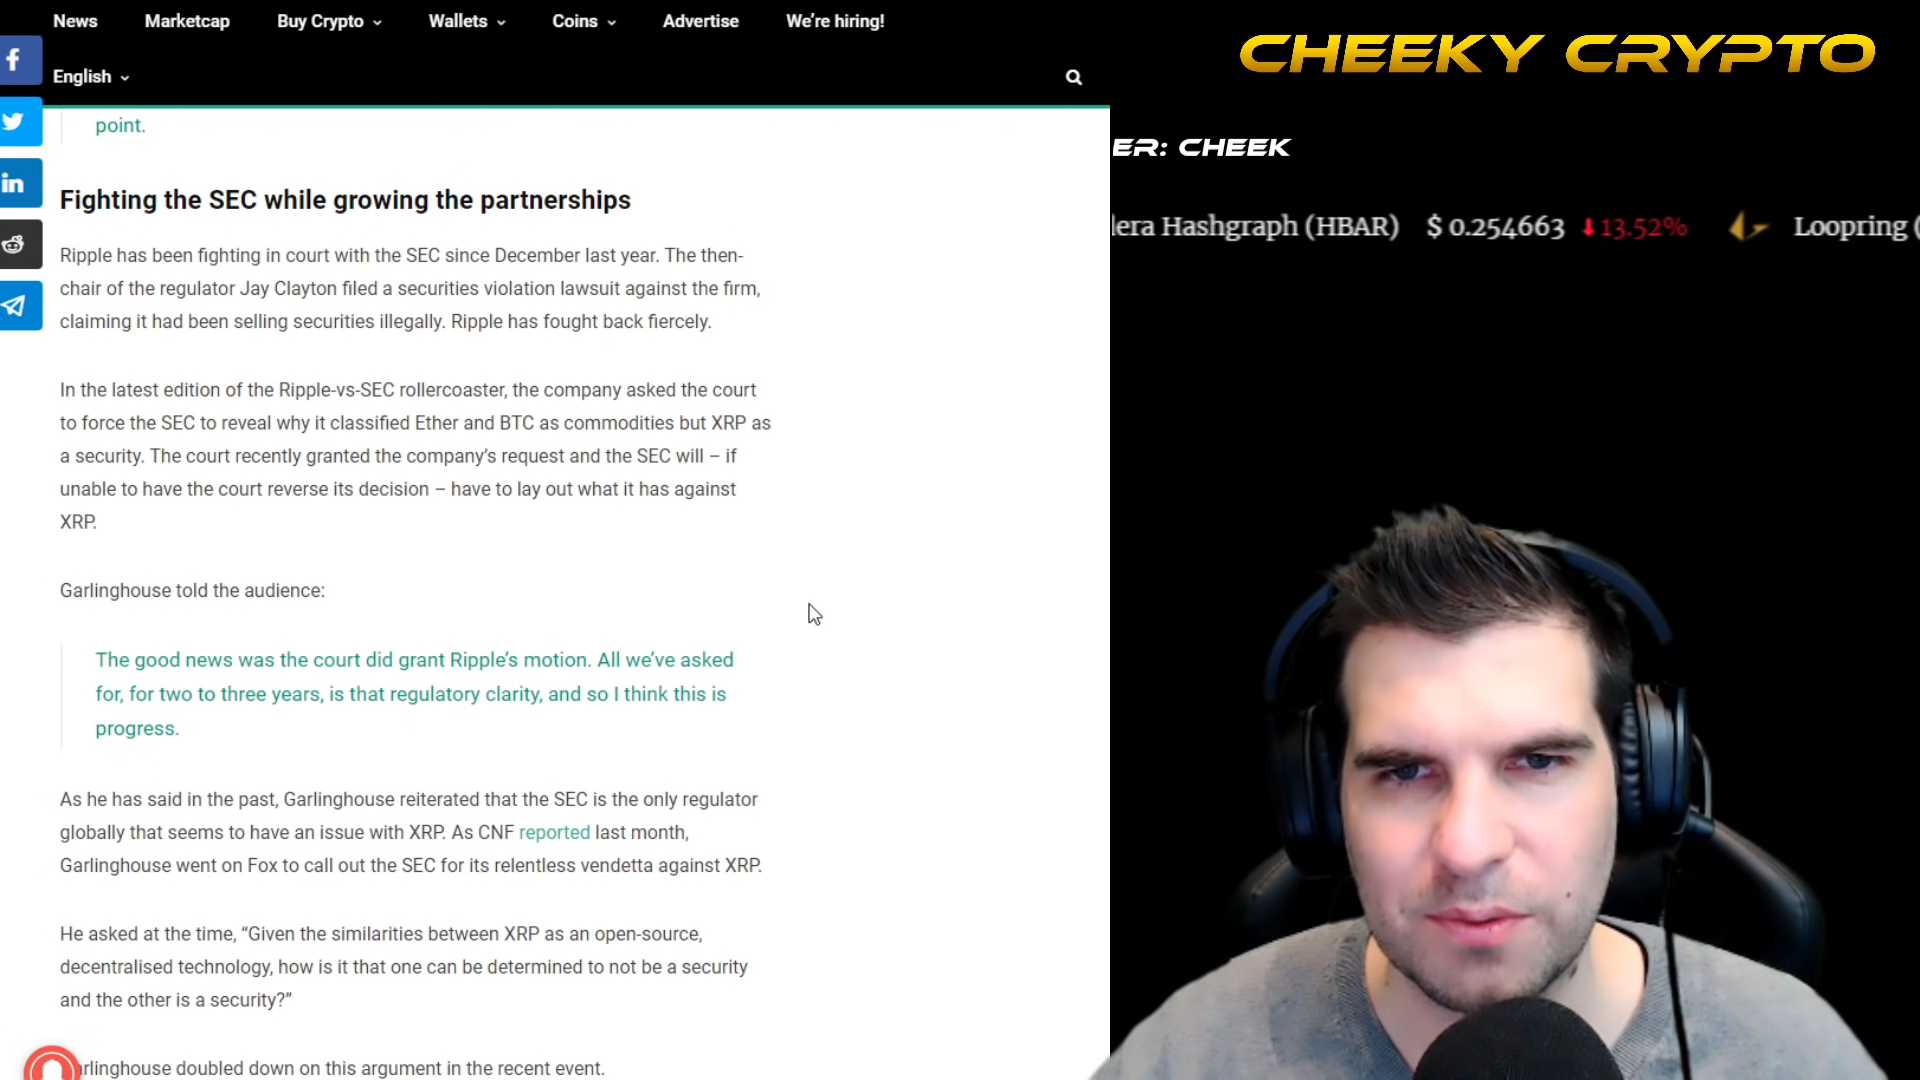 News Marketcap Buy Crypto Wallets Coins Advertise We're hiring!
English
CHEEKY CRYPTO
ER: CHEEK
lera Hashgraph (HBAR) $ 0.254663 13.52% Loopring (
point.
Fighting the SEC while growing the partnerships
Ripple has been fighting in court with the SEC since December last year. The then-
chair of the regulator Jay Clayton filed a securities violation lawsuit against the firm,
claiming it had been selling securities illegally. Ripple has fought back fiercely.
In the latest edition of the Ripple-vs-SEC rollercoaster, the company asked the court
to force the SEC to reveal why it classified Ether and BTC as commodities but XRP as
a security. The court recently granted the company's request and the SEC will – if
unable to have the court reverse its decision – have to lay out what it has against
XRP.
Garlinghouse told the audience:
The good news was the court did grant Ripple's motion. All we've asked
for, for two to three years, is that regulatory clarity, and so I think this is
progress.
As he has said in the past, Garlinghouse reiterated that the SEC is the only regulator
globally that seems to have an issue with XRP. As CNF reported last month,
Garlinghouse went on Fox to call out the SEC for its relentless vendetta against XRP.
He asked at the time, “Given the similarities between XRP as an open-source,
decentralised technology, how is it that one can be determined to not be a security
and the other is a security?”
arlinghouse doubled down on this argument in the recent event.